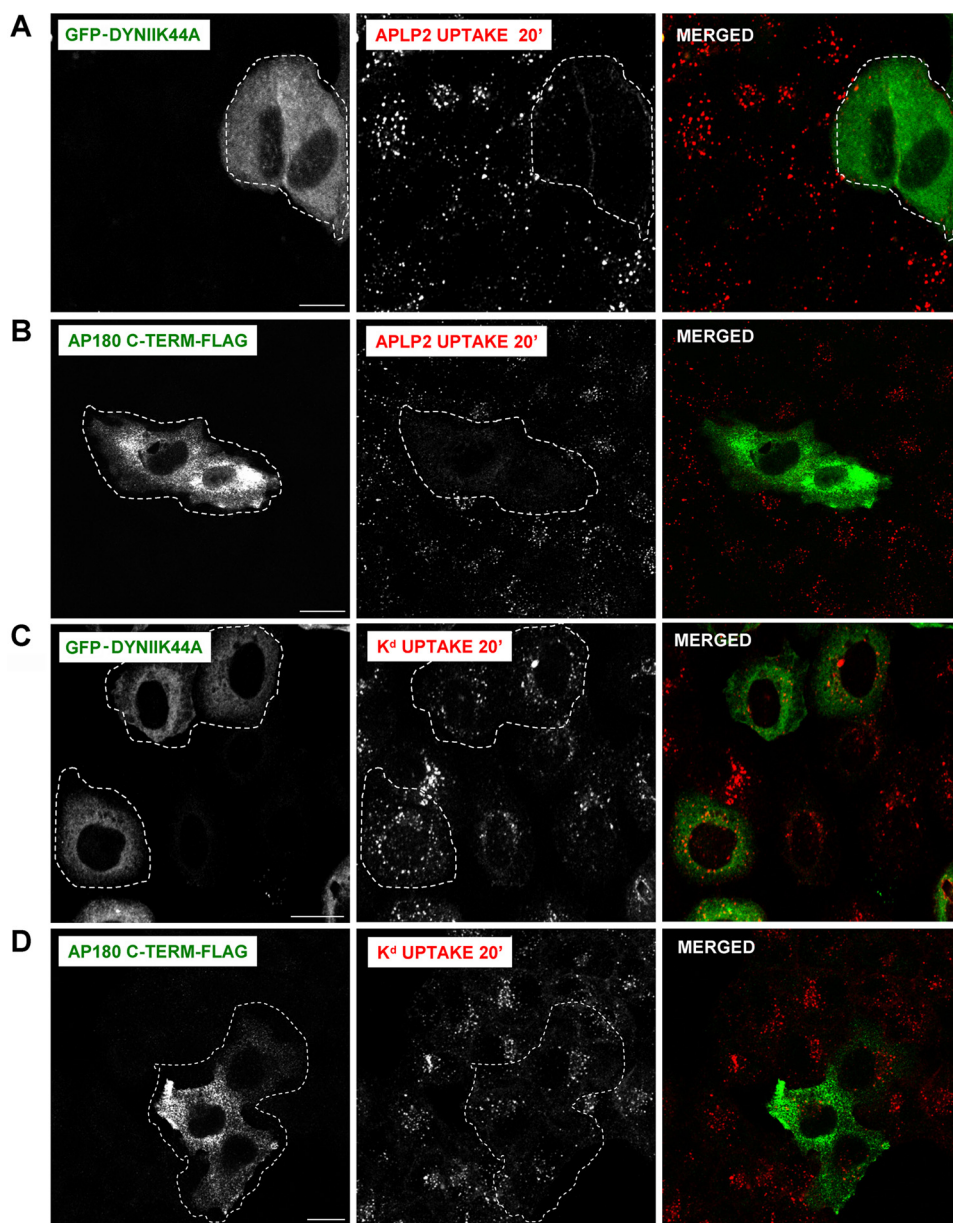 A
GFP-DYNIIK44A
APLP2 UPTAKE 20'
MERGED
B
AP180 C-TERM-FLAG
APLP2 UPTAKE 20'
MERGED
C
GFP-DYNIIK44A
Kᵈ UPTAKE 20'
MERGED
D
AP180 C-TERM-FLAG
Kᵈ UPTAKE 20'
MERGED